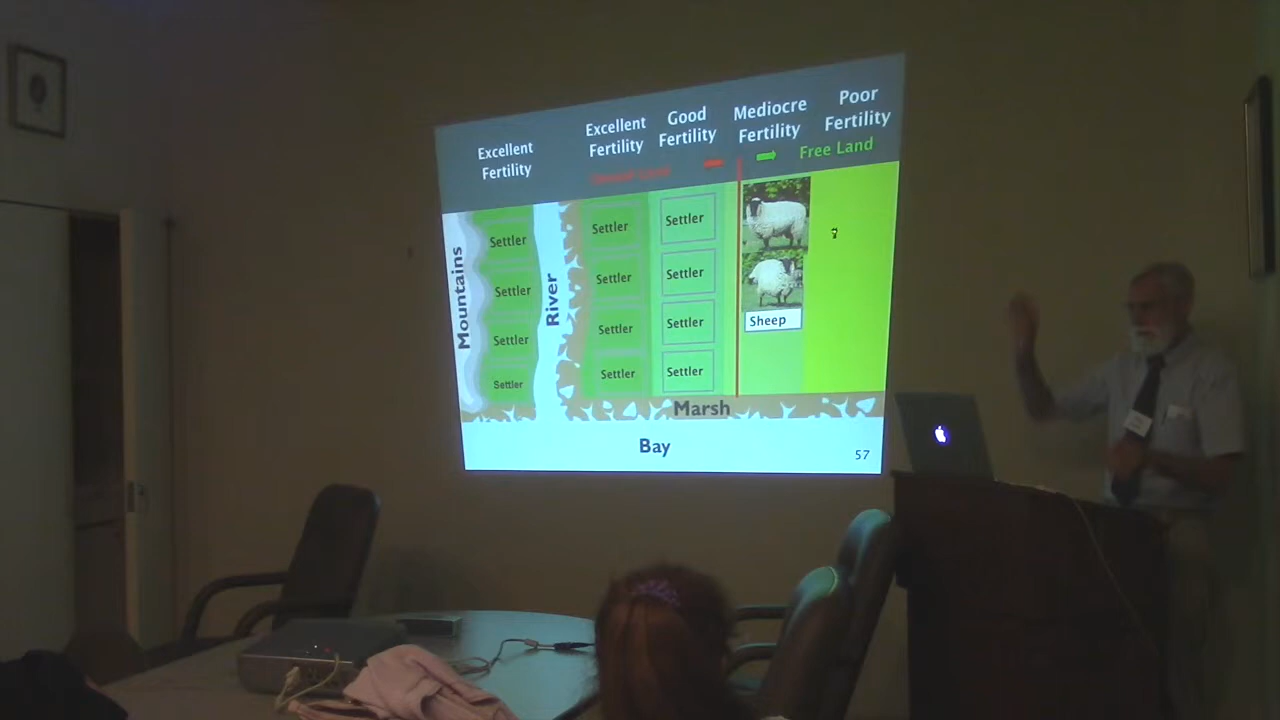 Excellent
Fertility
Excellent
Fertility
Good
Fertility
Mediocre
Fertility
Poor
Fertility
Free Land
Mountains
Settler
Settler
Settler
Settler
River
Settler
Settler
Settler
Settler
Settler
Settler
Settler
Settler
Sheep
Marsh
Bay
57